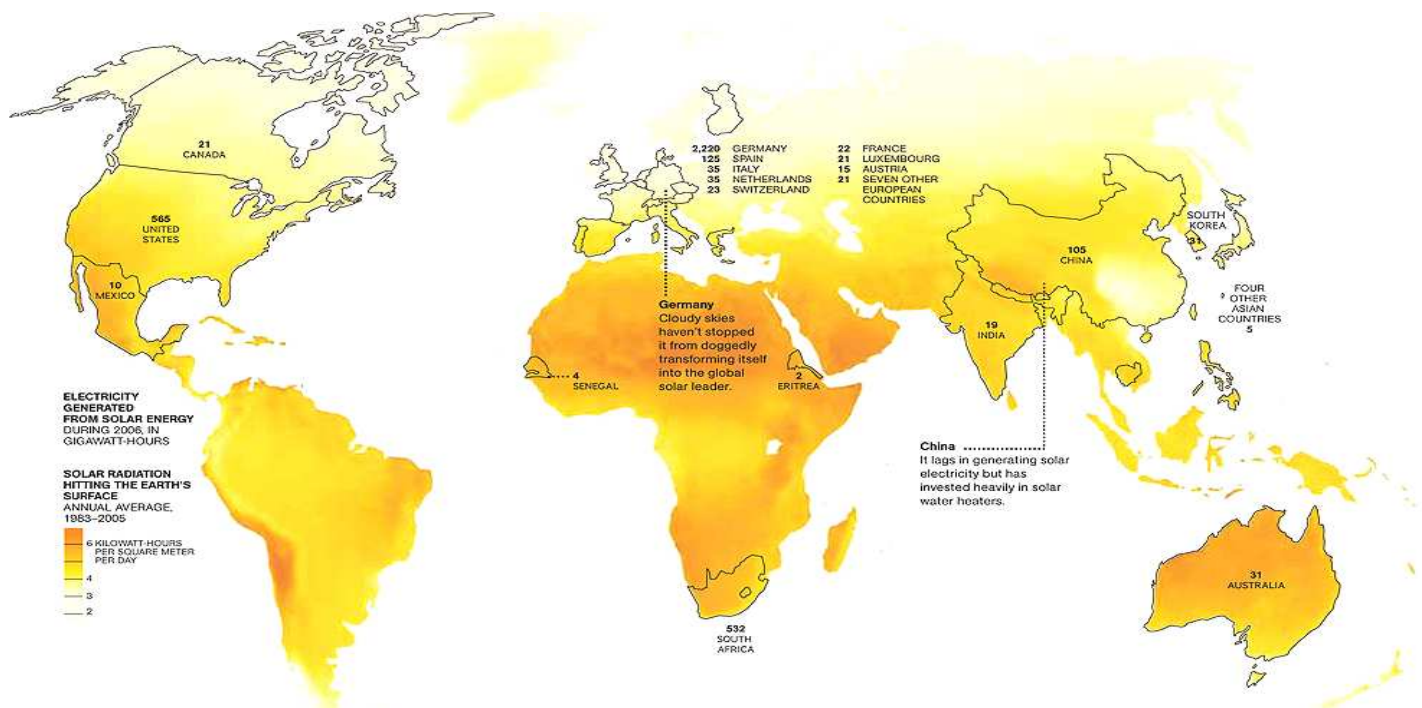 21
CANADA
565
UNITED
STATES
10
MEXICO
2,220 GERMANY
125 SPAIN
35 ITALY
35 NETHERLANDS
23 SWITZERLAND
22 FRANCE
21 LUXEMBOURG
15 AUSTRIA
21 SEVEN OTHER
EUROPEAN
COUNTRIES
SOUTH
KOREA
31
105
CHINA
FOUR
OTHER
ASIAN
COUNTRIES
5
19
INDIA
Germany
Cloudy skies
haven't stopped
it from doggedly
transforming itself
into the global
solar leader.
4
SENEGAL
2
ERITREA
ELECTRICITY
GENERATED
FROM SOLAR ENERGY
DURING 2006, IN
GIGAWATT-HOURS
SOLAR RADIATION
HITTING THE EARTH'S
SURFACE
ANNUAL AVERAGE,
1983–2005
6 KILOWATT-HOURS
PER SQUARE METER
PER DAY
4
3
2
China
It lags in generating solar
electricity but has
invested heavily in solar
water heaters.
31
AUSTRALIA
532
SOUTH
AFRICA